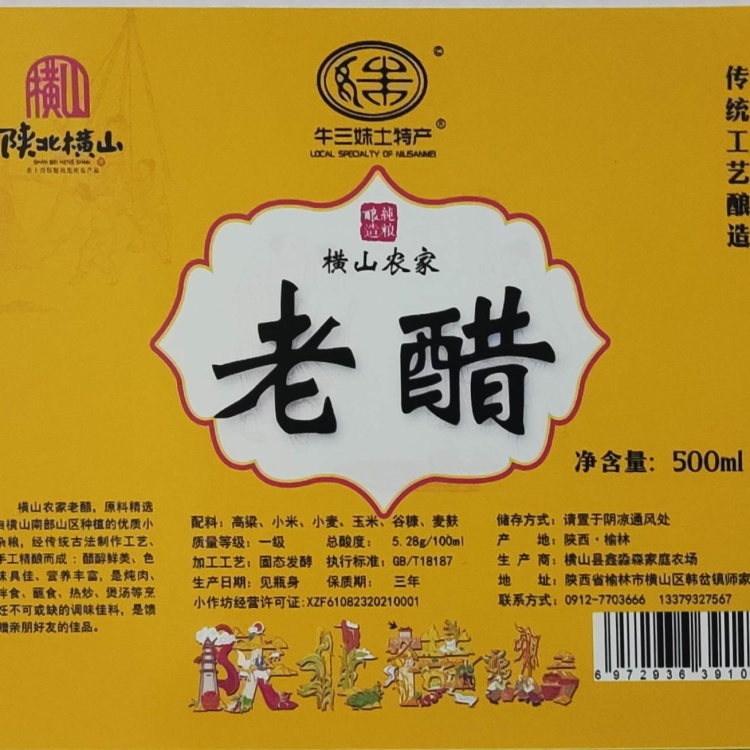 横山
陕北横山
SHAN BEI HENG SHAN
牛三妹土特产®
LOCAL SPECIALTY OF NIUSANMEI
©
传统工艺酿造
纯粮
酿造
横山农家
老醋
净含量：500ml
横山农家老醋，原料精选
自横山南部山区种植的优质小
杂粮，经传统古法制作工艺、
手工精酿而成：醋醇鲜美、色
味具佳、营养丰富，是炖肉、
拌食、蘸食、热炒、煲汤等烹
饪不可或缺的调味佳料，是馈
赠亲朋好友的佳品。
配料：高粱、小米、小麦、玉米、谷糠、麦麸
质量等级：一级 总酸度：5.28g/100ml
加工工艺：固态发酵 执行标准：GB/T18187
生产日期：见瓶身 保质期：三年
小作坊经营许可证：XZF61082320210001
储存方式：请置于阴凉通风处
产地：陕西·榆林
生产商：横山县鑫淼森家庭农场
地址：陕西省榆林市横山区韩岔镇师家
联系方式：0912-7703666 13379327567
陕北横山
6 972936 3910